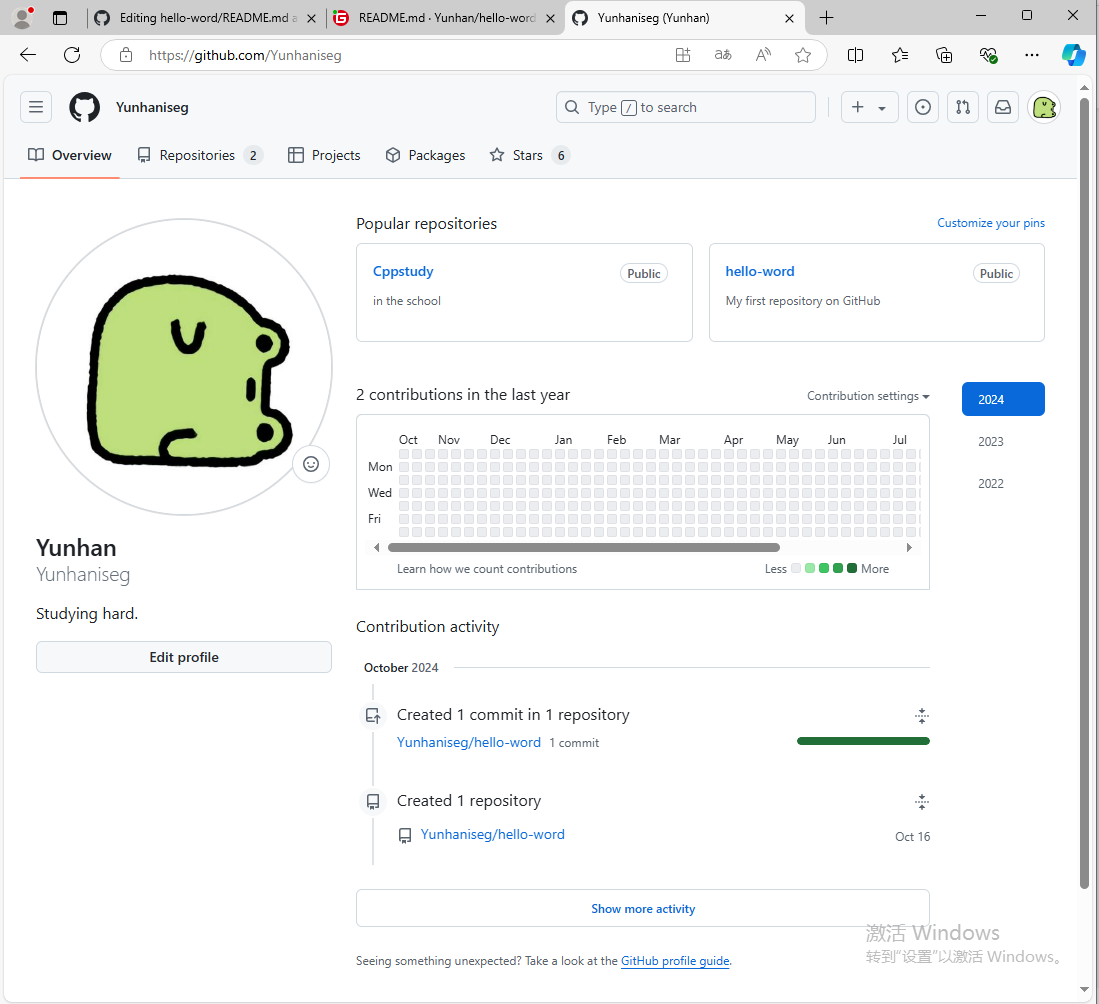 Editing hello-word/README.md a
README.md · Yunhan/hello-word
Yunhaniseg (Yunhan)
https://github.com/Yunhaniseg
Yunhaniseg
Type / to search
Overview
Repositories 2
Projects
Packages
Stars 6
Popular repositories
Customize your pins
Cppstudy Public
in the school
hello-word Public
My first repository on GitHub
2 contributions in the last year
Contribution settings
2024
2023
2022
Oct Nov Dec Jan Feb Mar Apr May Jun Jul
Mon
Wed
Fri
Learn how we count contributions
Less More
Yunhan
Yunhaniseg
Studying hard.
Edit profile
Contribution activity
October 2024
Created 1 commit in 1 repository
Yunhaniseg/hello-word 1 commit
Created 1 repository
Yunhaniseg/hello-word Oct 16
Show more activity
Seeing something unexpected? Take a look at the GitHub profile guide.
激活 Windows
转到"设置"以激活 Windows。